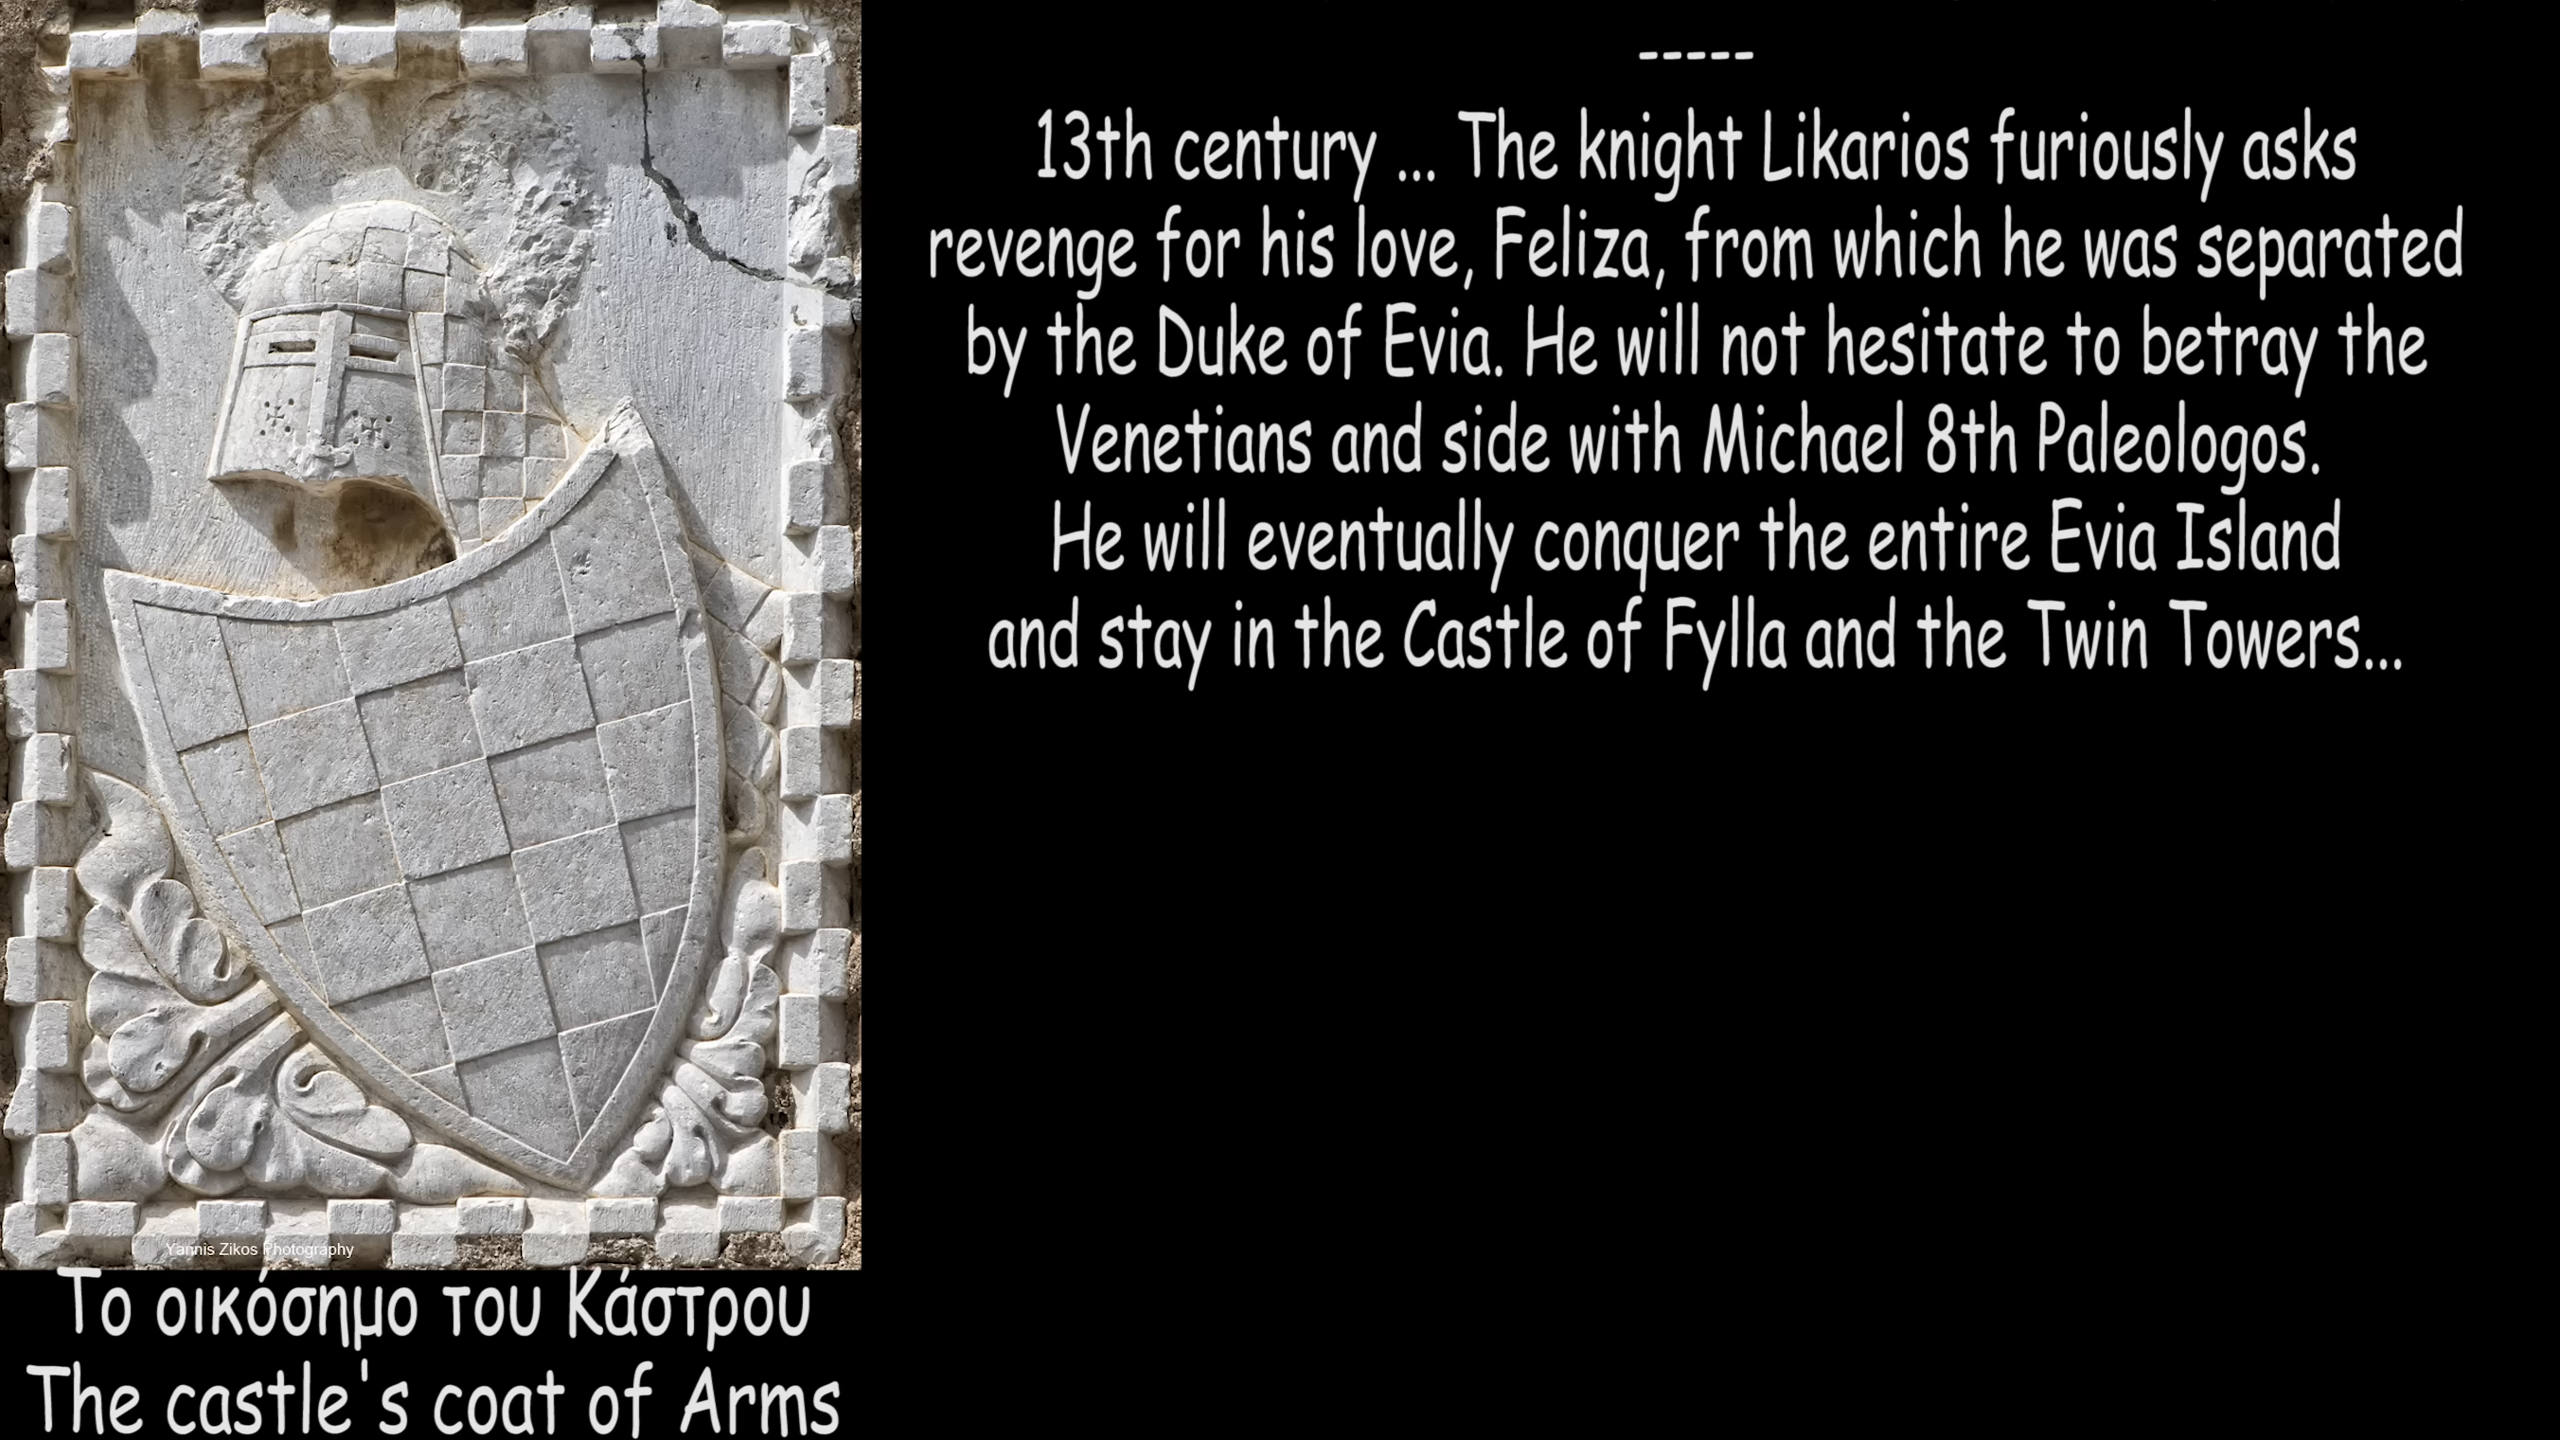 -----
13th century ... The knight Likarios furiously asks
revenge for his love, Feliza, from which he was separated
by the Duke of Evia. He will not hesitate to betray the
Venetians and side with Michael 8th Paleologos.
He will eventually conquer the entire Evia Island
and stay in the Castle of Fylla and the Twin Towers...
Yannis Zikos Photography
Το οικόσημο του Κάστρου
The castle's coat of Arms